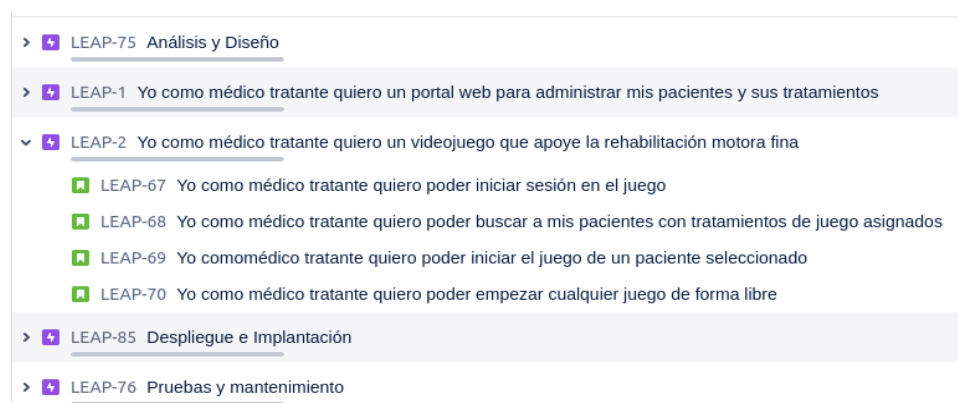 LEAP-75 Análisis y Diseño
LEAP-1 Yo como médico tratante quiero un portal web para administrar mis pacientes y sus tratamientos
LEAP-2 Yo como médico tratante quiero un videojuego que apoye la rehabilitación motora fina
LEAP-67 Yo como médico tratante quiero poder iniciar sesión en el juego
LEAP-68 Yo como médico tratante quiero poder buscar a mis pacientes con tratamientos de juego asignados
LEAP-69 Yo comomédico tratante quiero poder iniciar el juego de un paciente seleccionado
LEAP-70 Yo como médico tratante quiero poder empezar cualquier juego de forma libre
LEAP-85 Despliegue e Implantación
LEAP-76 Pruebas y mantenimiento